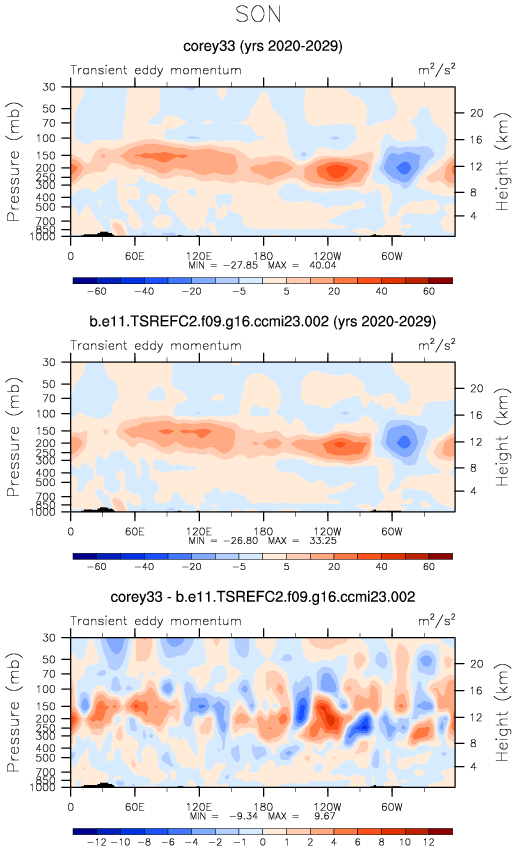 SON
corey33 (yrs 2020-2029)
Transient eddy momentum m²/s²
Pressure (mb)
30
50
70
100
150
200
250
300
400
500
700
850
1000
Height (km)
20
16
12
8
4
0 60E 120E 180 120W 60W
MIN = -27.85 MAX = 40.04
-60 -40 -20 -5 5 20 40 60
b.e11.TSREFC2.f09.g16.ccmi23.002 (yrs 2020-2029)
Transient eddy momentum m²/s²
Pressure (mb)
30
50
70
100
150
200
250
300
400
500
700
850
1000
Height (km)
20
16
12
8
4
0 60E 120E 180 120W 60W
MIN = -26.80 MAX = 33.25
-60 -40 -20 -5 5 20 40 60
corey33 - b.e11.TSREFC2.f09.g16.ccmi23.002
Transient eddy momentum m²/s²
Pressure (mb)
30
50
70
100
150
200
250
300
400
500
700
850
1000
Height (km)
20
16
12
8
4
0 60E 120E 180 120W 60W
MIN = -9.34 MAX = 9.67
-12 -10 -8 -6 -4 -2 -1 0 1 2 4 6 8 10 12